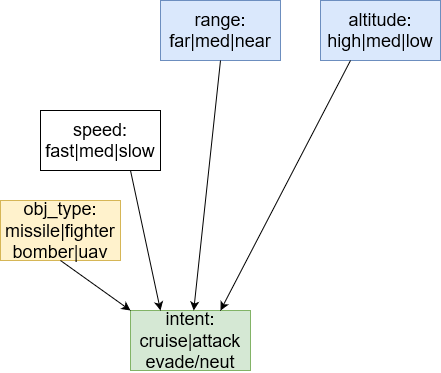 range:
far|med|near
altitude:
high|med|low
speed:
fast|med|slow
obj_type:
missile|fighter
bomber|uav
intent:
cruise|attack
evade/neut